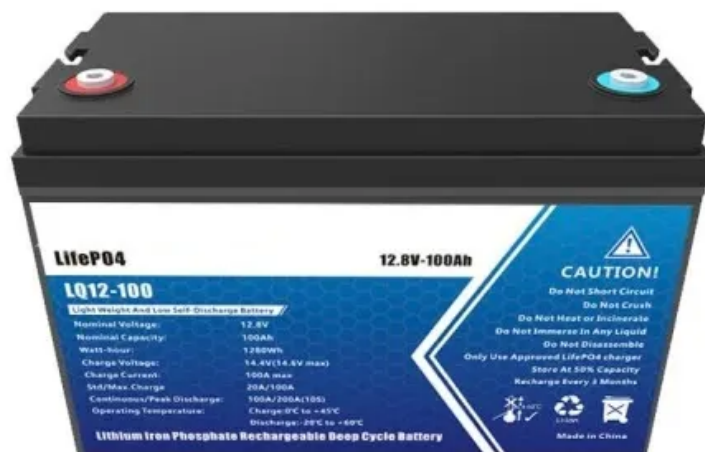 LifePO4
12.8V-100Ah
LQ12-100
Light Weight And Low Self-Discharge Battery
Nominal Voltage: 12.8V
Nominal Capacity: 100Ah
Watt-hour: 1280Wh
Charge Voltage: 14.4V(14.6V max)
Charge Current: 100A max
Std/Max.Charge 20A/100A
Continuous/Peak Discharge: 100A/200A(10S)
Operating Temperature: Charge:0℃ to +45℃
Discharge:-20℃ to +60℃
Lithium Iron Phosphate Rechargeable Deep Cycle Battery
CAUTION!
Do Not Short Circuit
Do Not Crush
Do Not Heat or Incinerate
Do Not Immerse In Any Liquid
Do Not Disassemble
Only Use Approved LifePO4 charger
Store At 50% Capacity
Recharge Every 3 Months
Li-ion
Made in China